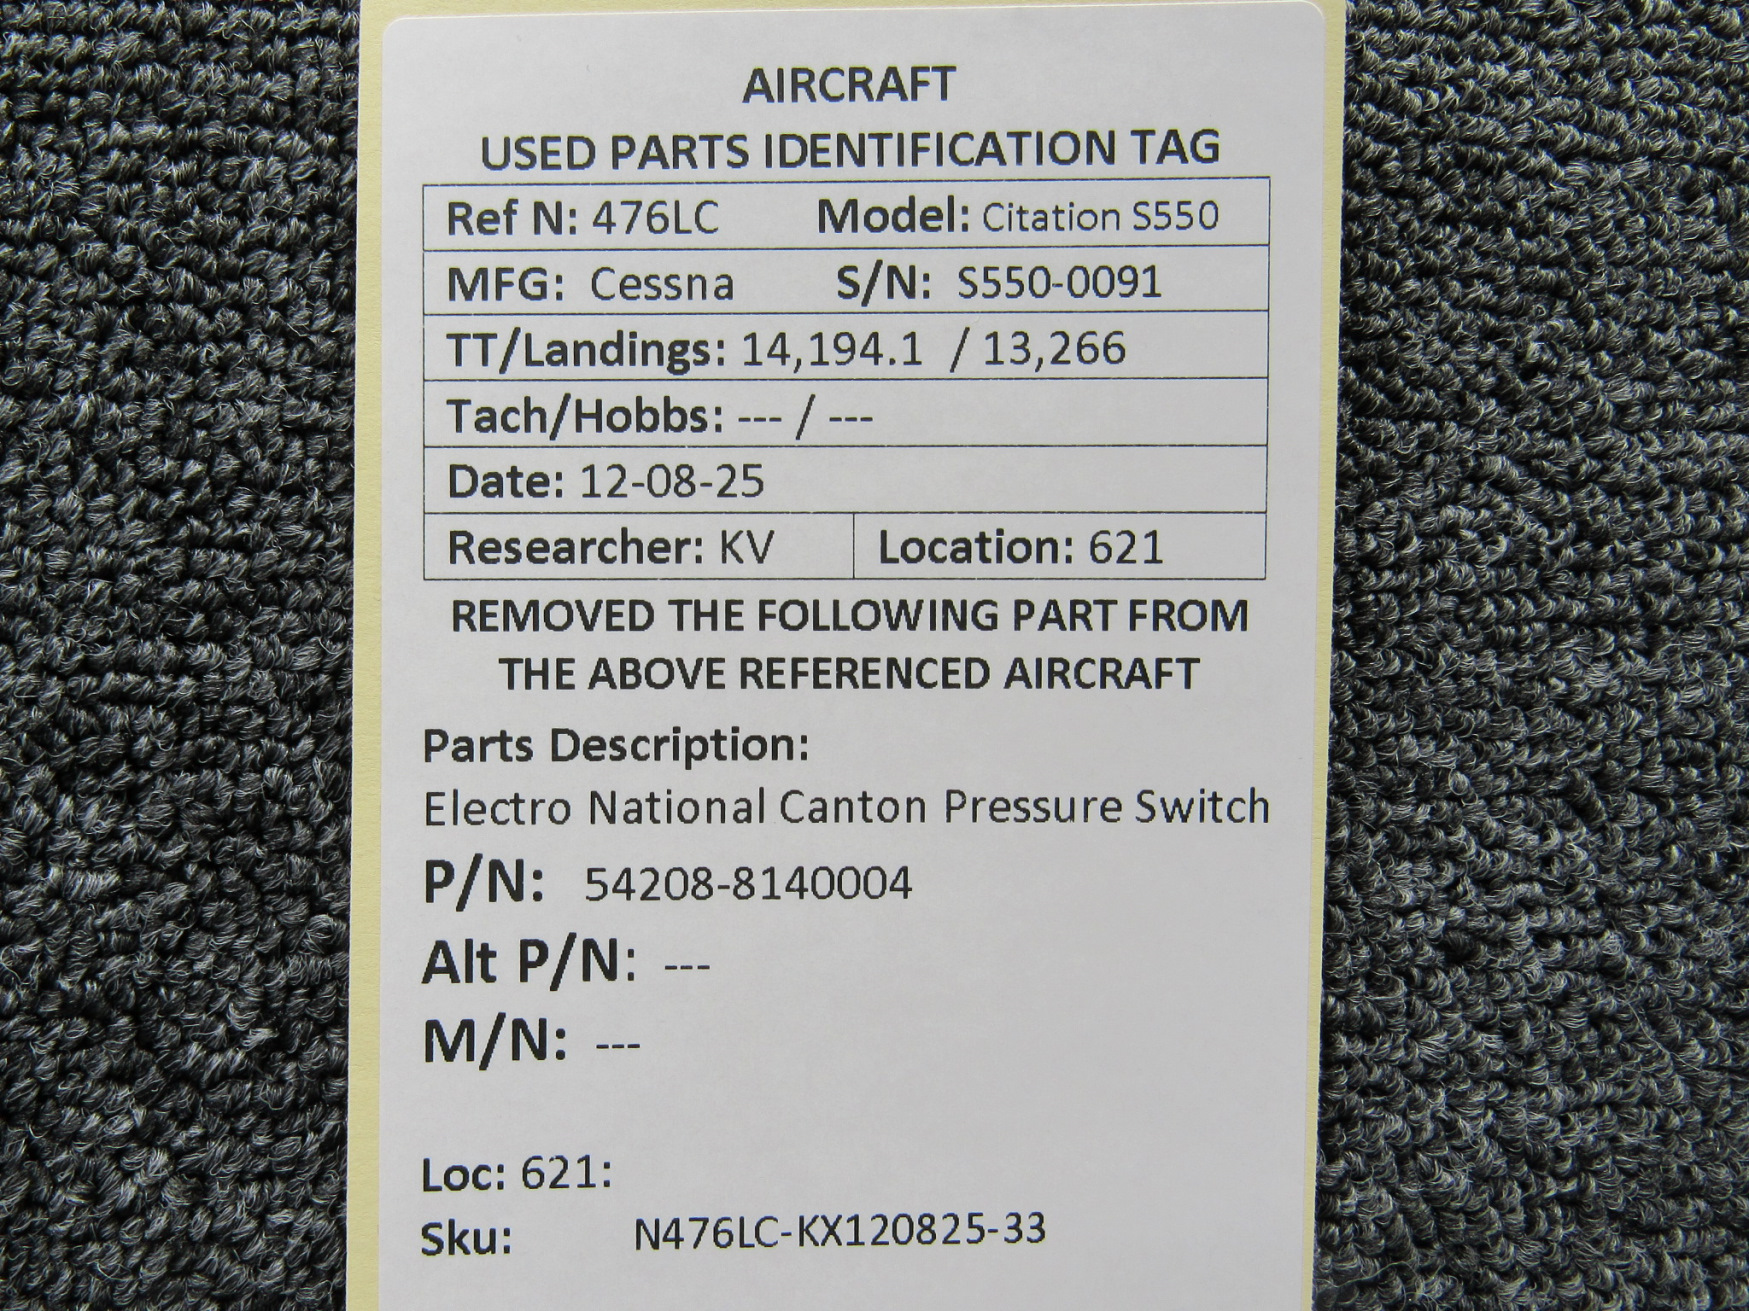 AIRCRAFT
USED PARTS IDENTIFICATION TAG
Ref N: 476LC Model: Citation S550
MFG: Cessna S/N: S550-0091
TT/Landings: 14,194.1 / 13,266
Tach/Hobbs: --- / ---
Date: 12-08-25
Researcher: KV Location: 621
REMOVED THE FOLLOWING PART FROM
THE ABOVE REFERENCED AIRCRAFT
Parts Description:
Electro National Canton Pressure Switch
P/N: 54208-8140004
Alt P/N: ---
M/N: ---
Loc: 621:
Sku: N476LC-KX120825-33